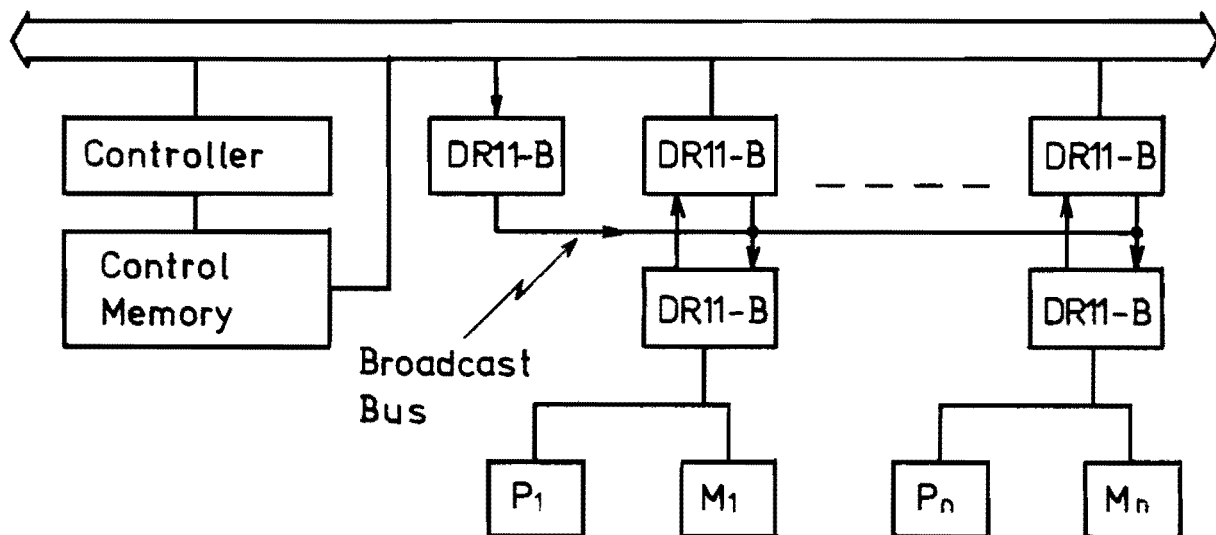 Controller
DR11-B
DR11-B
DR11-B
Control
Memory
DR11-B
DR11-B
Broadcast
Bus
P1
M1
Pn
Mn